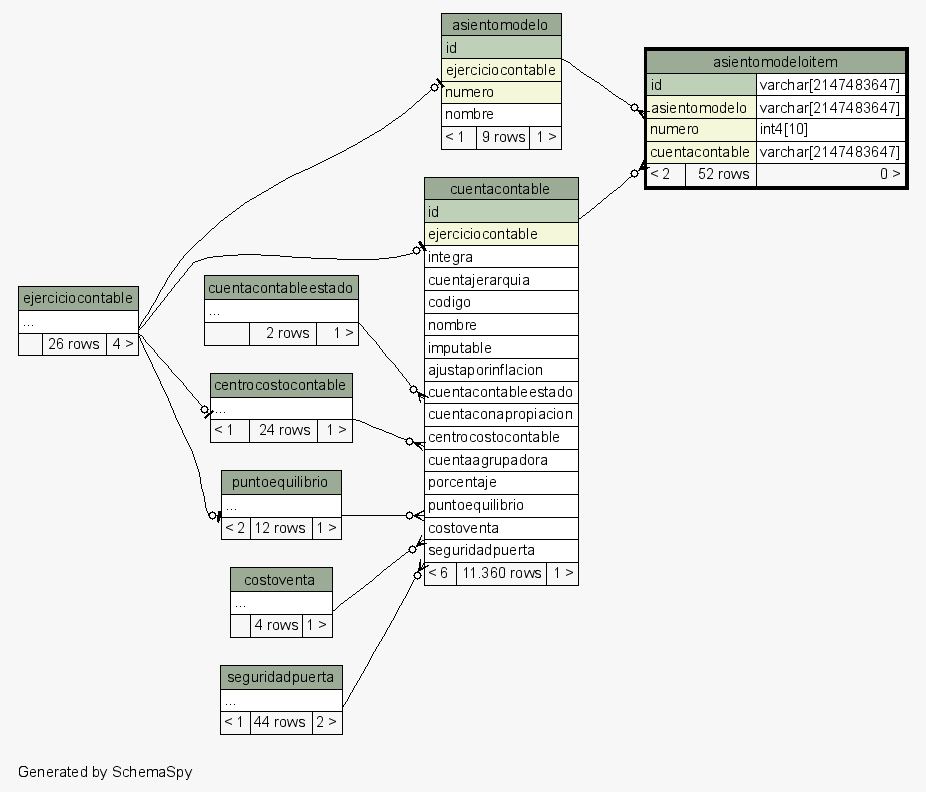 asientomodelo
id
ejerciciocontable
numero
nombre
< 1 9 rows 1 >
asientomodeloitem
id varchar[2147483647]
asientomodelo varchar[2147483647]
numero int4[10]
cuentacontable varchar[2147483647]
< 2 52 rows 0 >
cuentacontable
id
ejerciciocontable
integra
cuentajerarquia
codigo
nombre
imputable
ajustaporinflacion
cuentacontableestado
cuentaconapropiacion
centrocostocontable
cuentaagrupadora
porcentaje
puntoequilibrio
costoventa
seguridadpuerta
< 6 11.360 rows 1 >
ejerciciocontable
...
26 rows 4 >
cuentacontableestado
...
2 rows 1 >
centrocostocontable
...
< 1 24 rows 1 >
puntoequilibrio
...
< 2 12 rows 1 >
costoventa
...
4 rows 1 >
seguridadpuerta
...
< 1 44 rows 2 >
Generated by SchemaSpy